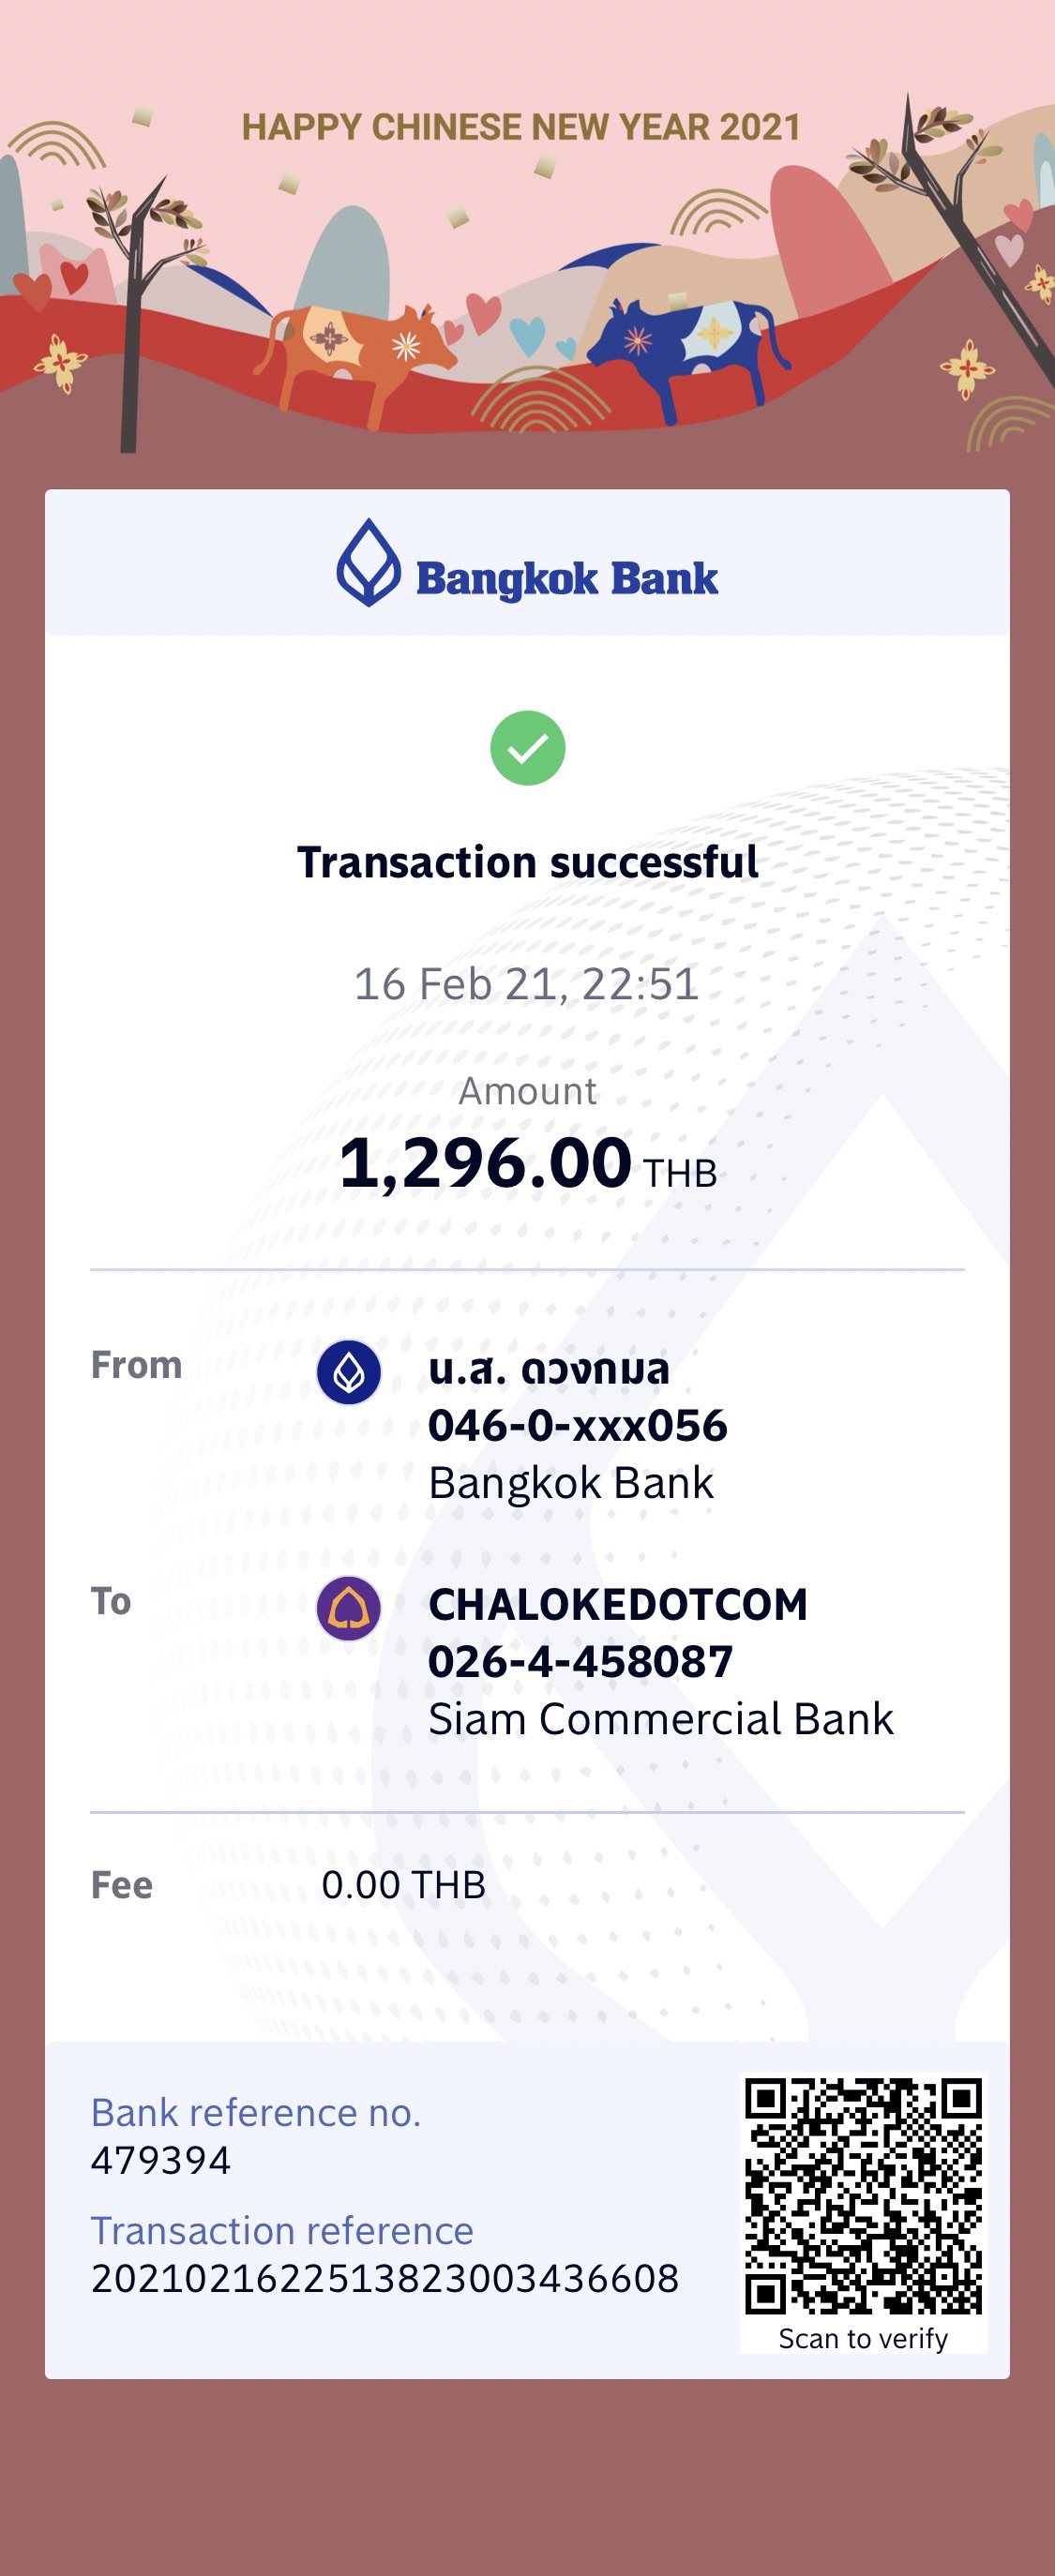 HAPPY CHINESE NEW YEAR 2021
Bangkok Bank
Transaction successful
16 Feb 21, 22:51
Amount
1,296.00 THB
From
น.ส. ดวงกมล
046-0-xxx056
Bangkok Bank
To
CHALOKEDOTCOM
026-4-458087
Siam Commercial Bank
Fee 0.00 THB
Bank reference no.
479394
Transaction reference
2021021622513823003436608
Scan to verify